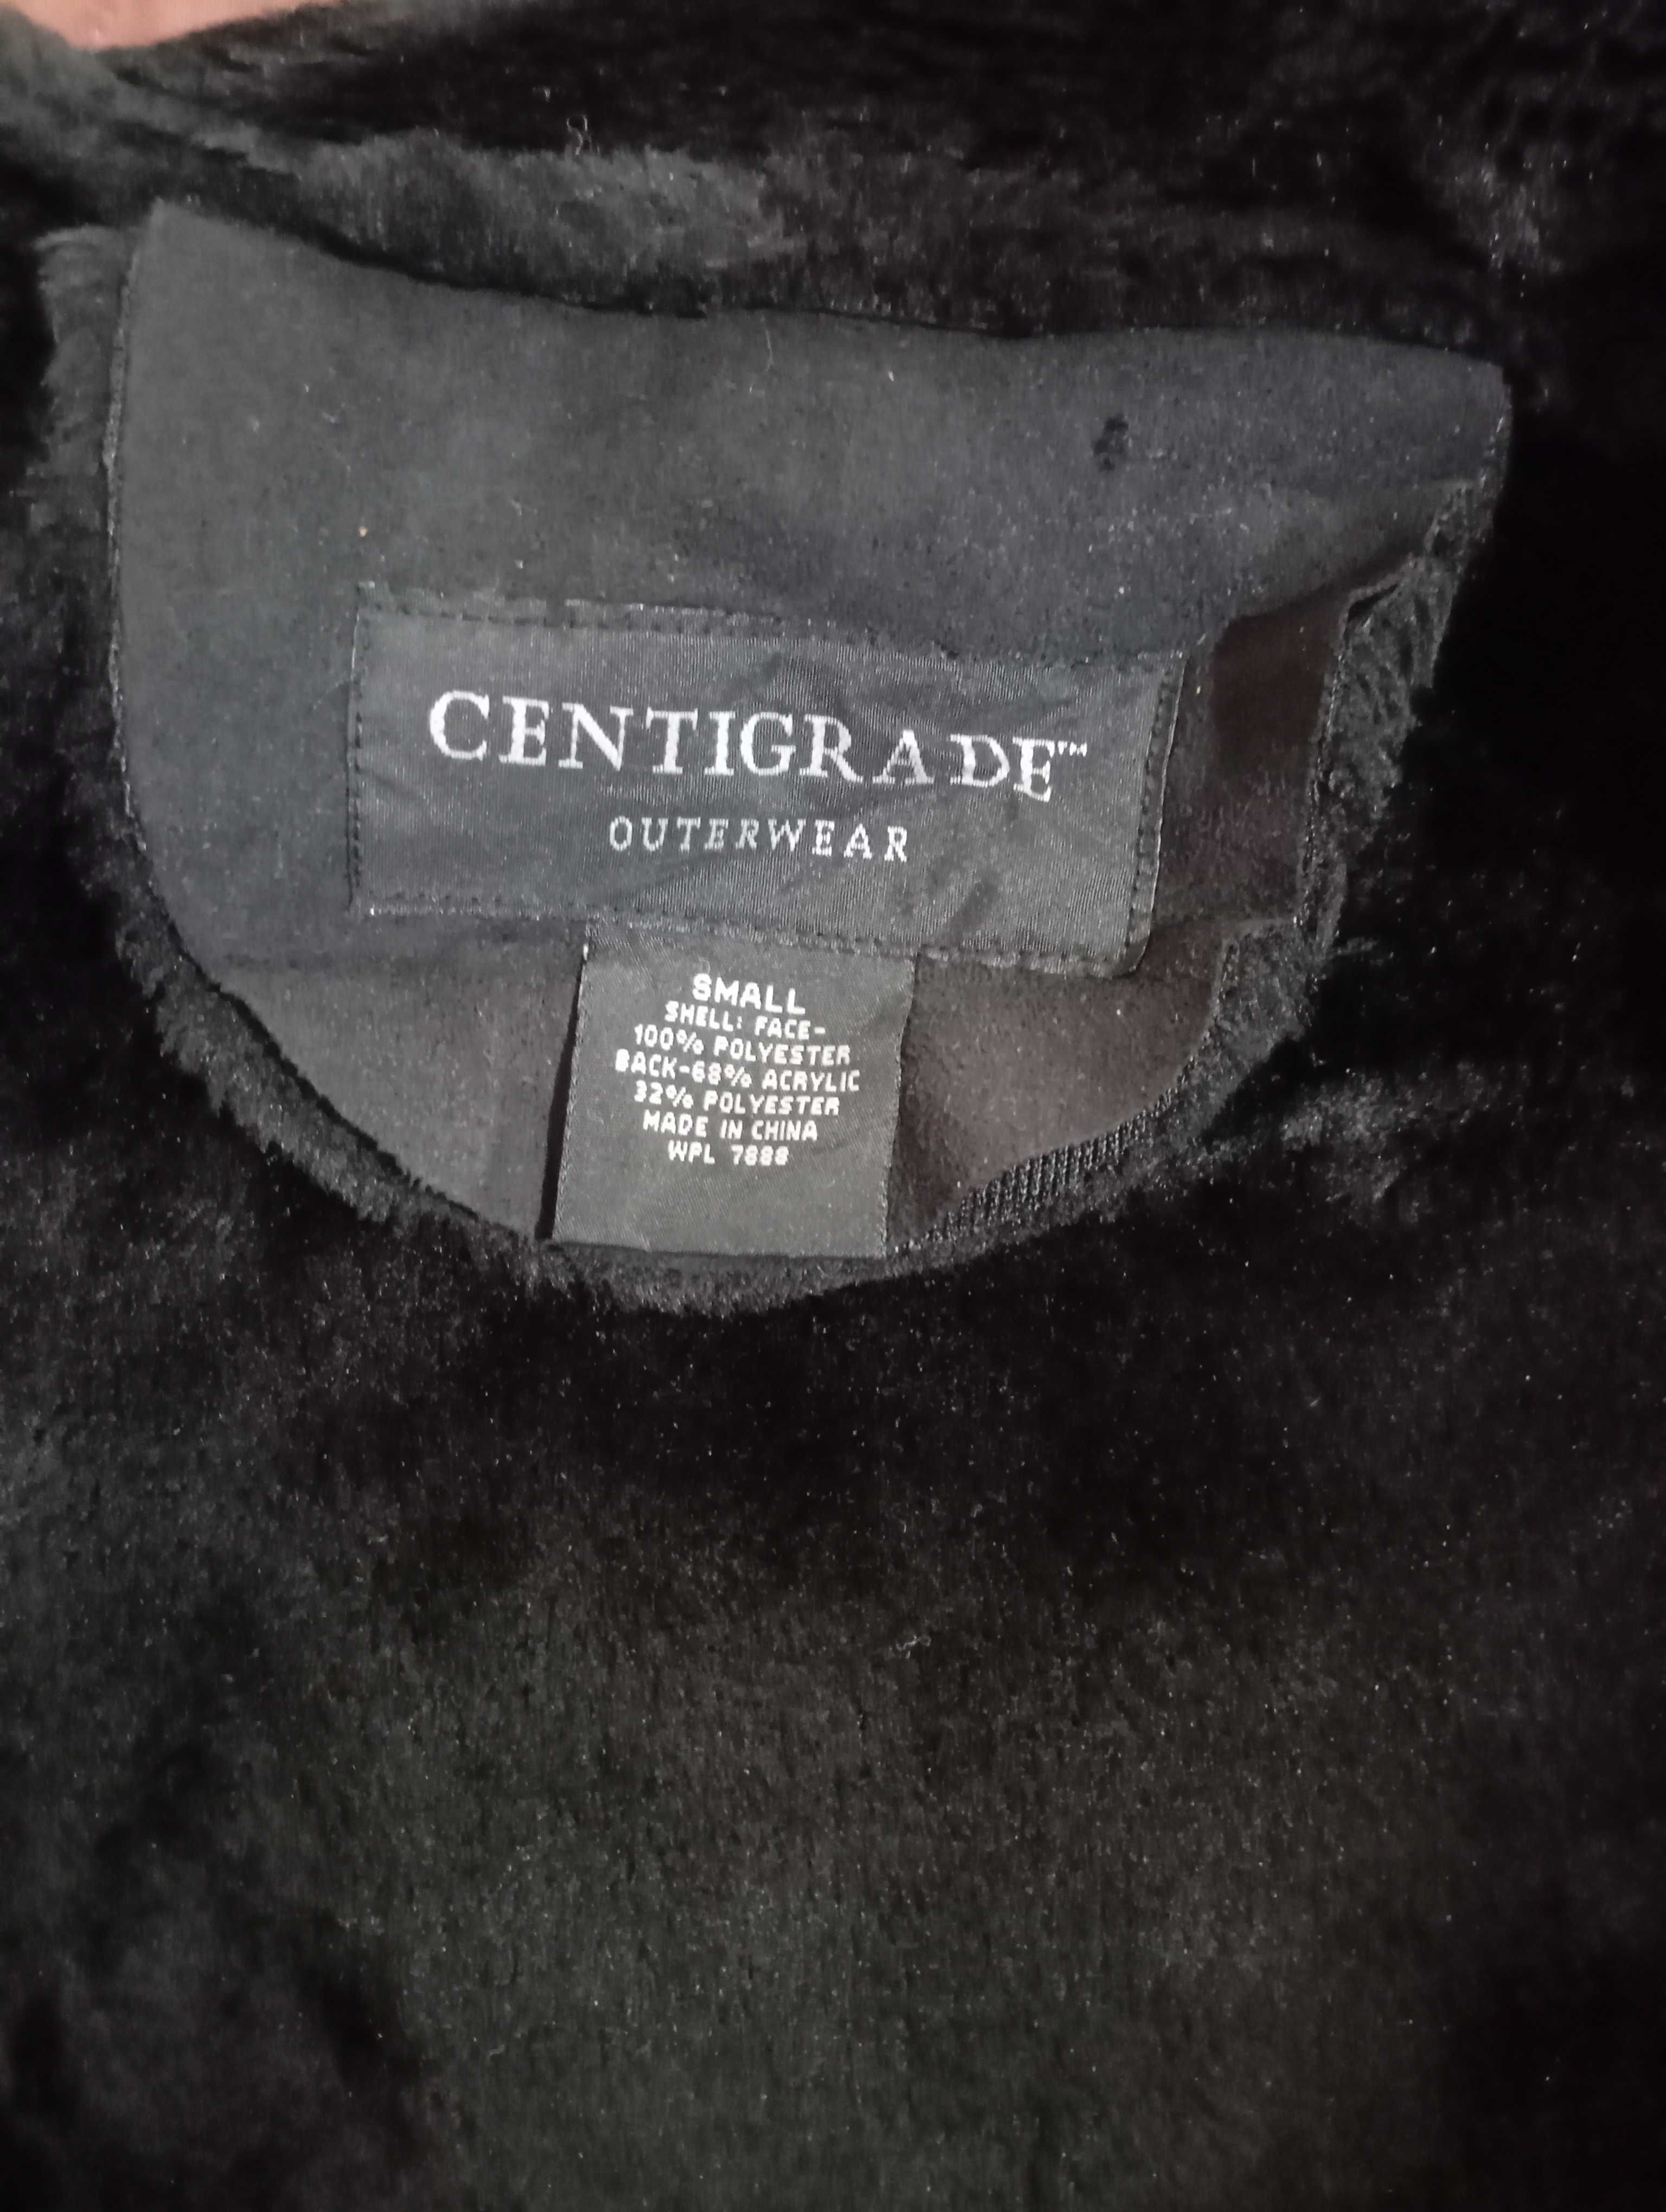 CENTIGRADE™
OUTERWEAR
SMALL
SHELL: FACE-
100% POLYESTER
BACK-68% ACRYLIC
32% POLYESTER
MADE IN CHINA
WPL 7888